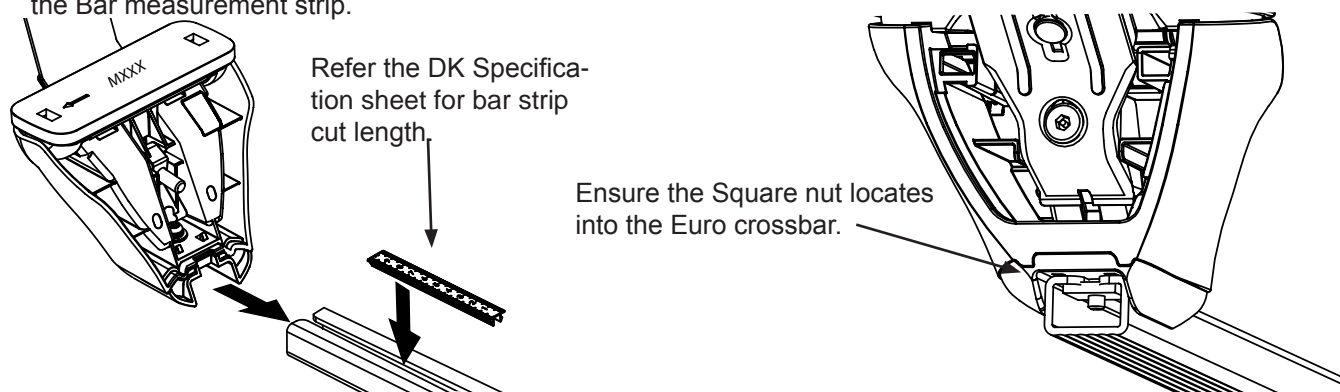 the Bar measurement strip.
MXXX
Refer the DK Specifica-
tion sheet for bar strip
cut length.
Ensure the Square nut locates
into the Euro crossbar.